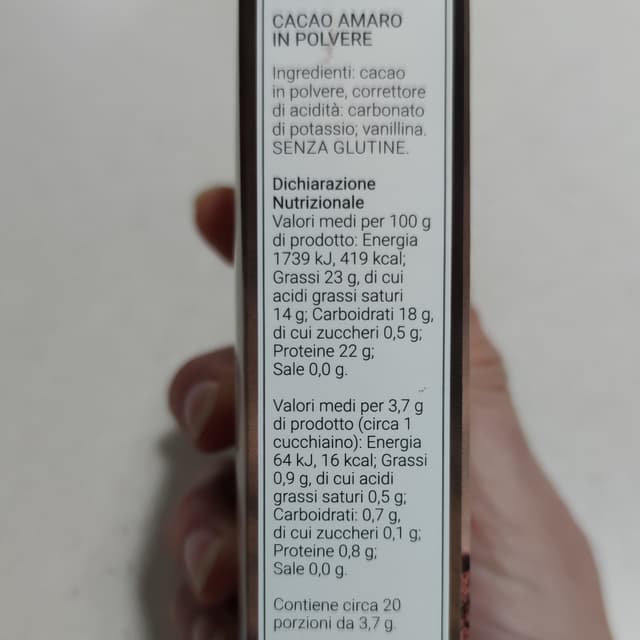 CACAO AMARO
IN POLVERE
Ingredienti: cacao
in polvere, correttore
di acidità: carbonato
di potassio; vanillina.
SENZA GLUTINE.
Dichiarazione
Nutrizionale
Valori medi per 100 g
di prodotto: Energia
1739 kJ, 419 kcal;
Grassi 23 g, di cui
acidi grassi saturi
14 g; Carboidrati 18 g,
di cui zuccheri 0,5 g;
Proteine 22 g;
Sale 0,0 g.
Valori medi per 3,7 g
di prodotto (circa 1
cucchiaino): Energia
64 kJ, 16 kcal; Grassi
0,9 g, di cui acidi
grassi saturi 0,5 g;
Carboidrati: 0,7 g,
di cui zuccheri 0,1 g;
Proteine 0,8 g;
Sale 0,0 g.
Contiene circa 20
porzioni da 3,7 g.